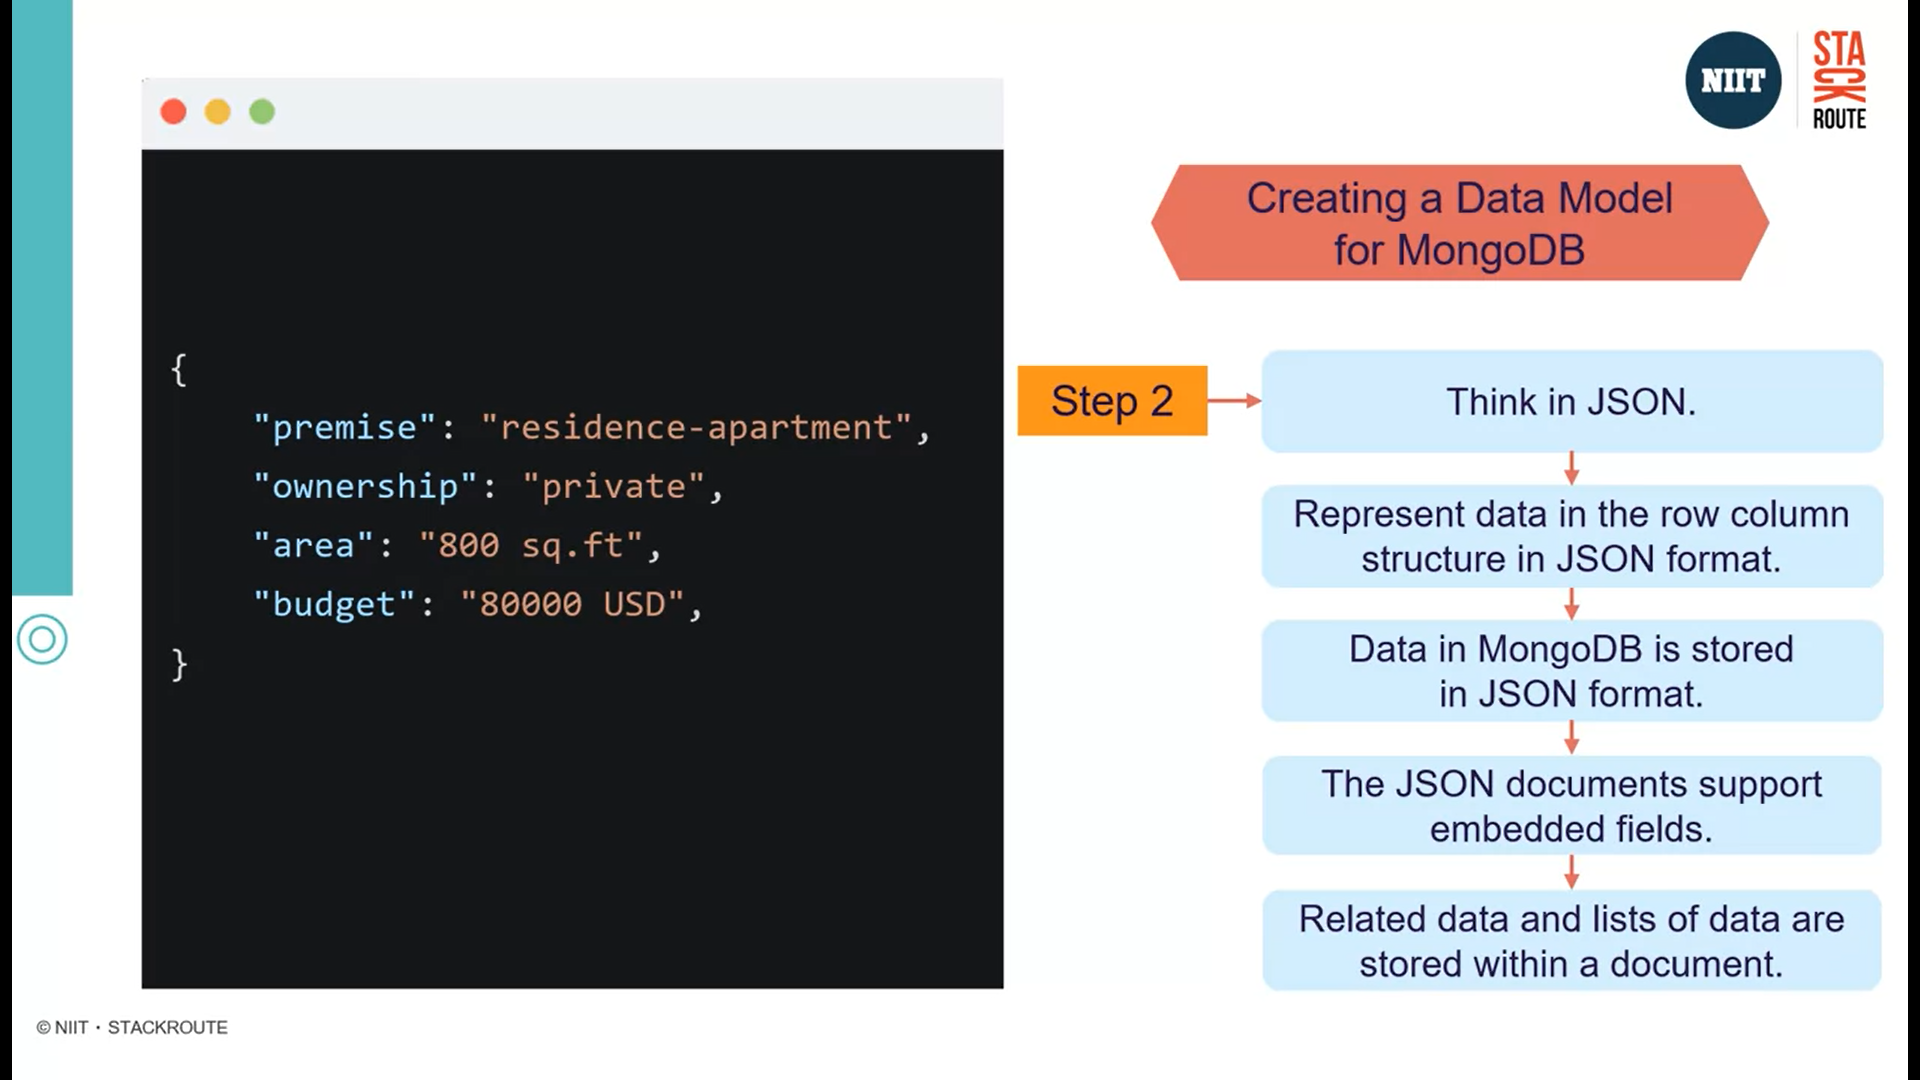 NIIT
STACK
ROUTE
Creating a Data Model
for MongoDB
{
"premise": "residence-apartment",
"ownership": "private",
"area": "800 sq.ft",
"budget": "80000 USD",
}
Step 2
Think in JSON.
Represent data in the row column
structure in JSON format.
Data in MongoDB is stored
in JSON format.
The JSON documents support
embedded fields.
Related data and lists of data are
stored within a document.
© NIIT · STACKROUTE